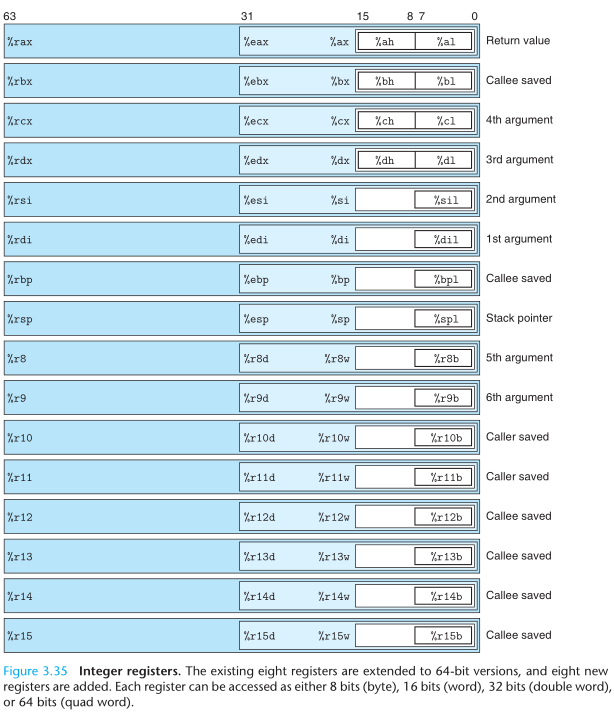 63 31 15 8 7 0
%rax %eax %ax %ah %al Return value
%rbx %ebx %bx %bh %bl Callee saved
%rcx %ecx %cx %ch %cl 4th argument
%rdx %edx %dx %dh %dl 3rd argument
%rsi %esi %si %sil 2nd argument
%rdi %edi %di %dil 1st argument
%rbp %ebp %bp %bpl Callee saved
%rsp %esp %sp %spl Stack pointer
%r8 %r8d %r8w %r8b 5th argument
%r9 %r9d %r9w %r9b 6th argument
%r10 %r10d %r10w %r10b Caller saved
%r11 %r11d %r11w %r11b Caller saved
%r12 %r12d %r12w %r12b Callee saved
%r13 %r13d %r13w %r13b Callee saved
%r14 %r14d %r14w %r14b Callee saved
%r15 %r15d %r15w %r15b Callee saved
Figure 3.35 Integer registers. The existing eight registers are extended to 64-bit versions, and eight new
registers are added. Each register can be accessed as either 8 bits (byte), 16 bits (word), 32 bits (double word),
or 64 bits (quad word).